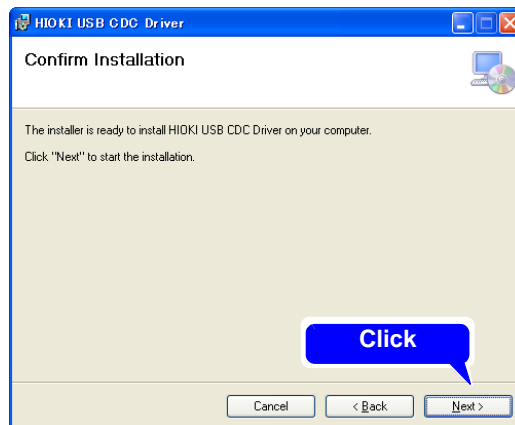 HIOKI USB CDC Driver
Confirm Installation
The installer is ready to install HIOKI USB CDC Driver on your computer.
Click "Next" to start the installation.
Click
Cancel
< Back
Next >